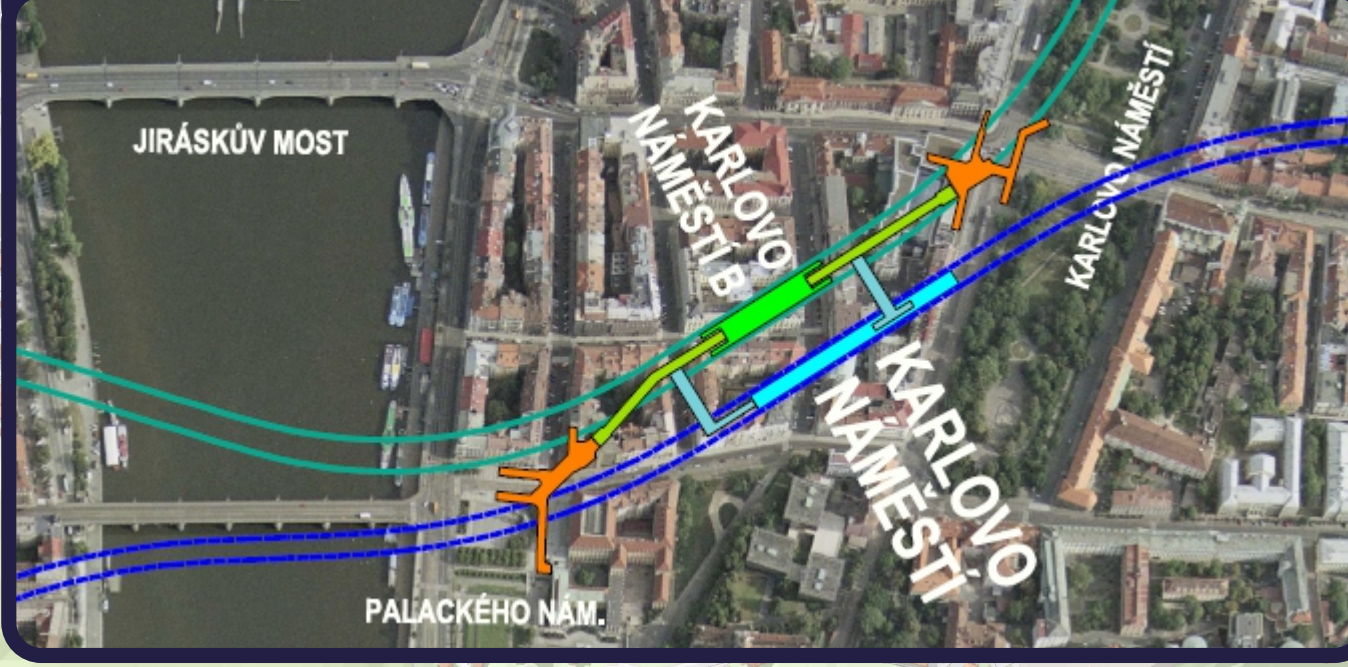 JIRÁSKŮV MOST
KARLOVO
NÁMĚSTÍ B
KARLOVO NÁMĚSTÍ
KARLOVO
NÁMĚSTÍ
PALACKÉHO NÁM.